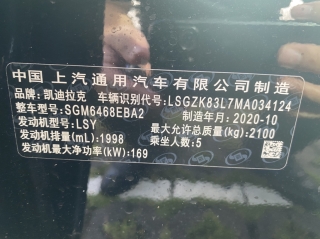 中国 上汽通用汽车有限公司制造
品牌 凯迪拉克 车辆识别代号:LSGZK83L7MA034124
整车型号:SGM6468EBA2 制造年月:2020-10
发动机型号:LSY 最大允许总质量(kg):2100
发动机排量(mL):1998 乘坐人数:5
发动机最大净功率(kW):169